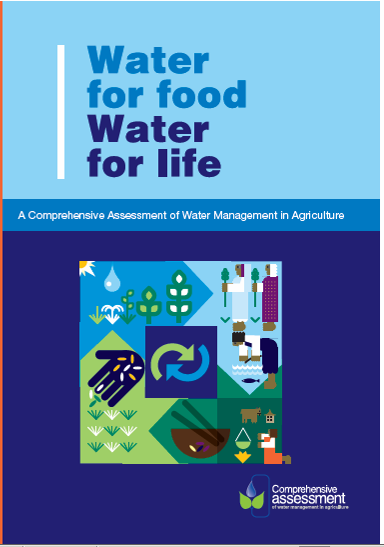 Water
for food
Water
for life
A Comprehensive Assessment of Water Management in Agriculture
Comprehensive
assessment
of water management in agriculture